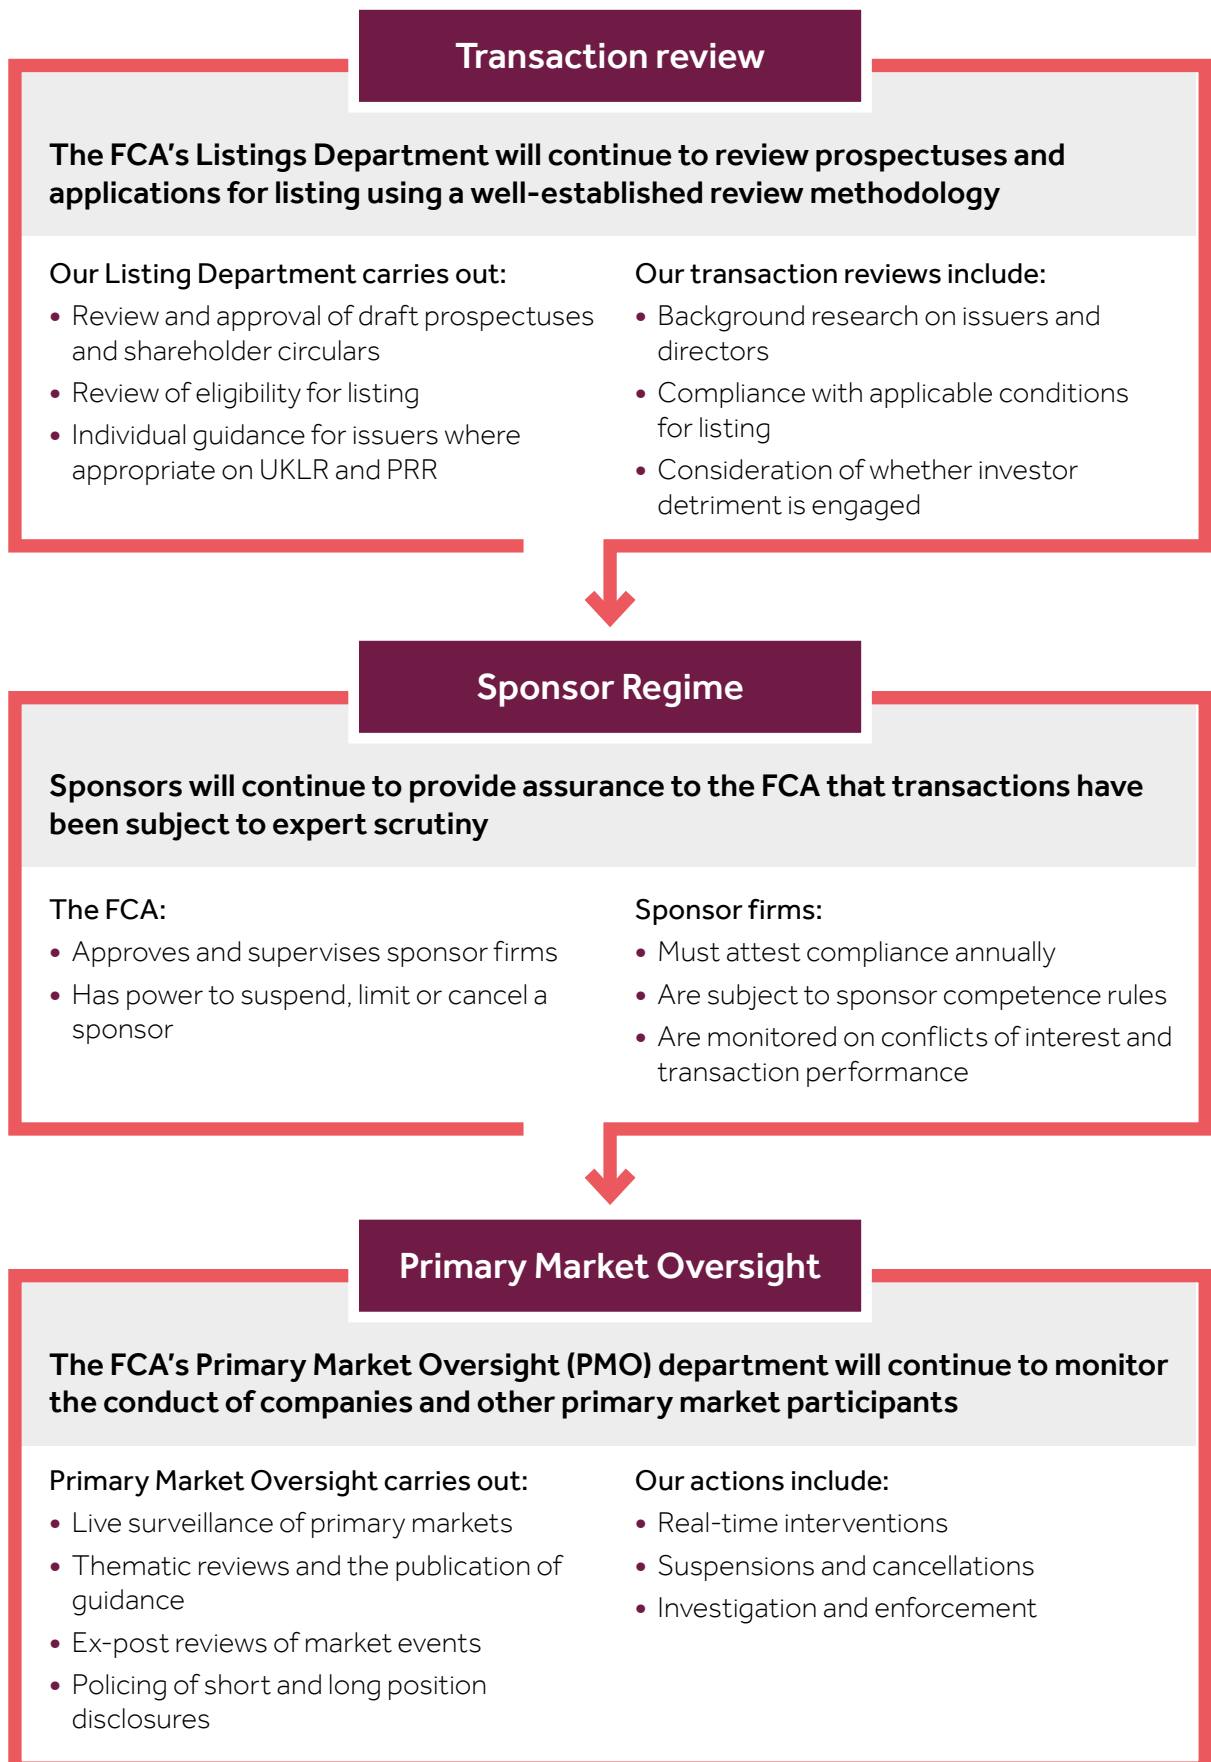 Transaction review
The FCA's Listings Department will continue to review prospectuses and
applications for listing using a well-established review methodology
Our Listing Department carries out:
• Review and approval of draft prospectuses
and shareholder circulars
• Review of eligibility for listing
• Individual guidance for issuers where
appropriate on UKLR and PRR
Our transaction reviews include:
• Background research on issuers and
directors
• Compliance with applicable conditions
for listing
• Consideration of whether investor
detriment is engaged
Sponsor Regime
Sponsors will continue to provide assurance to the FCA that transactions have
been subject to expert scrutiny
The FCA:
• Approves and supervises sponsor firms
• Has power to suspend, limit or cancel a
sponsor
Sponsor firms:
• Must attest compliance annually
• Are subject to sponsor competence rules
• Are monitored on conflicts of interest and
transaction performance
Primary Market Oversight
The FCA's Primary Market Oversight (PMO) department will continue to monitor
the conduct of companies and other primary market participants
Primary Market Oversight carries out:
• Live surveillance of primary markets
• Thematic reviews and the publication of
guidance
• Ex-post reviews of market events
• Policing of short and long position
disclosures
Our actions include:
• Real-time interventions
• Suspensions and cancellations
• Investigation and enforcement